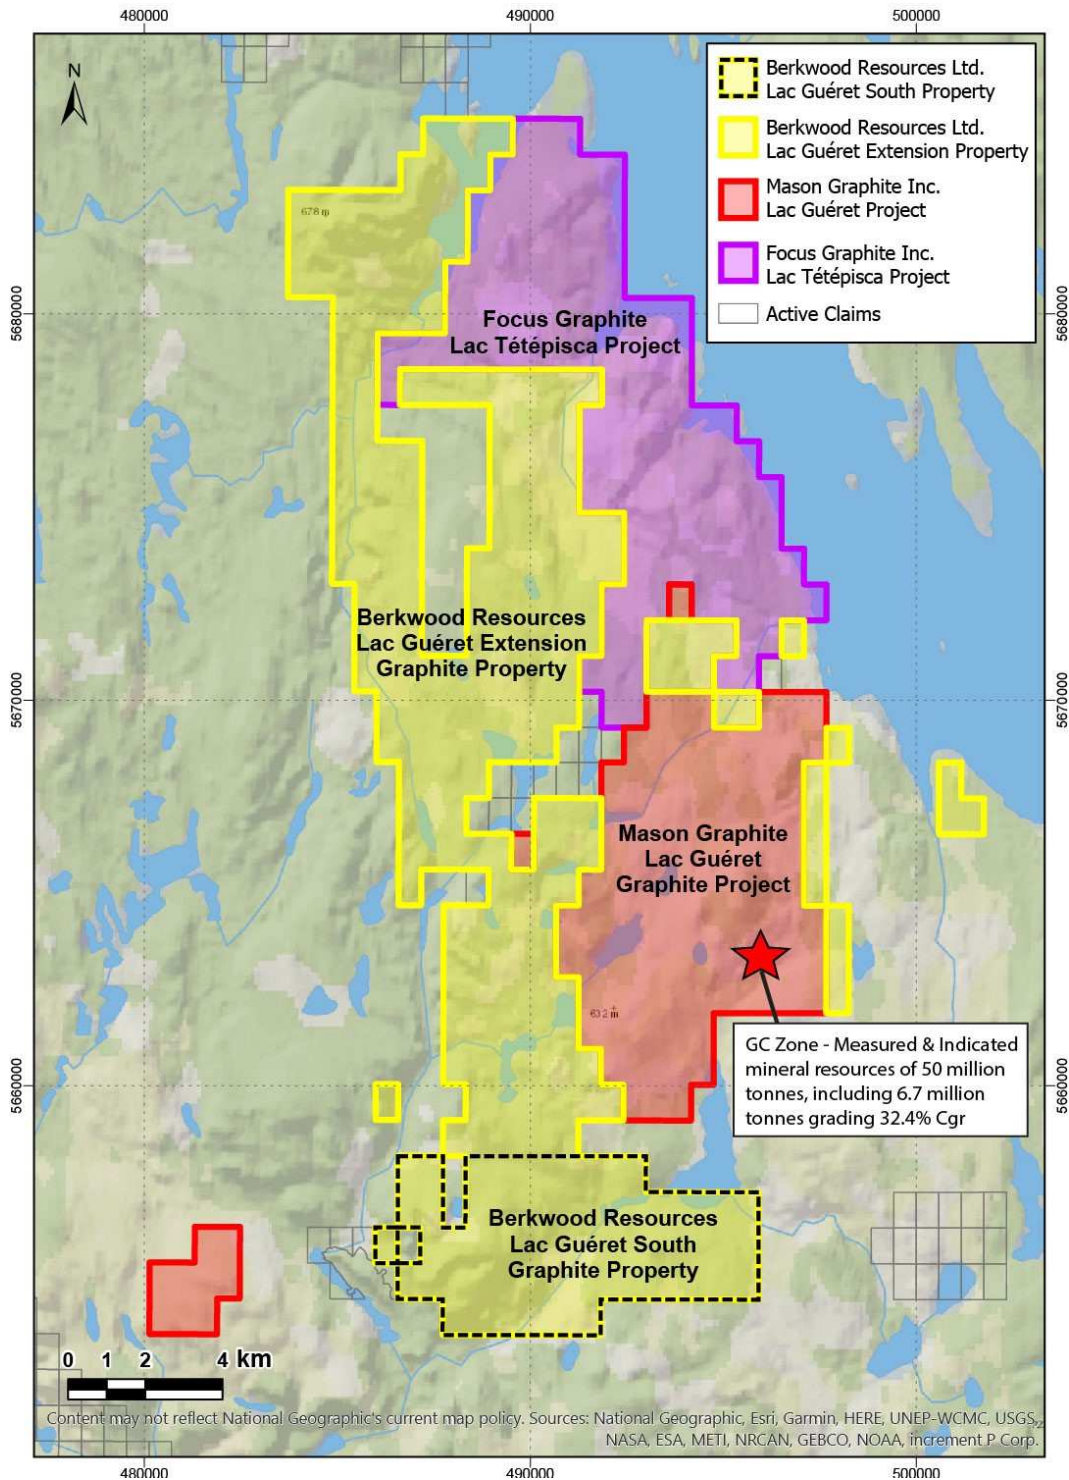 480000
490000
500000
N
Berkwood Resources Ltd.
Lac Guéret South Property
Berkwood Resources Ltd.
Lac Guéret Extension Property
Mason Graphite Inc.
Lac Guéret Project
Focus Graphite Inc.
Lac Tétépisca Project
Active Claims
678 m
5680000
5680000
Focus Graphite
Lac Tétépisca Project
Berkwood Resources
Lac Guéret Extension
Graphite Property
5670000
5670000
Mason Graphite
Lac Guéret
Graphite Project
632 m
GC Zone - Measured & Indicated
mineral resources of 50 million
tonnes, including 6.7 million
tonnes grading 32.4% Cgr
5660000
5660000
Berkwood Resources
Lac Guéret South
Graphite Property
0 1 2 4 km
Content may not reflect National Geographic's current map policy. Sources: National Geographic, Esri, Garmin, HERE, UNEP-WCMC, USGS,
NASA, ESA, METI, NRCAN, GEBCO, NOAA, increment P Corp.
480000
490000
500000